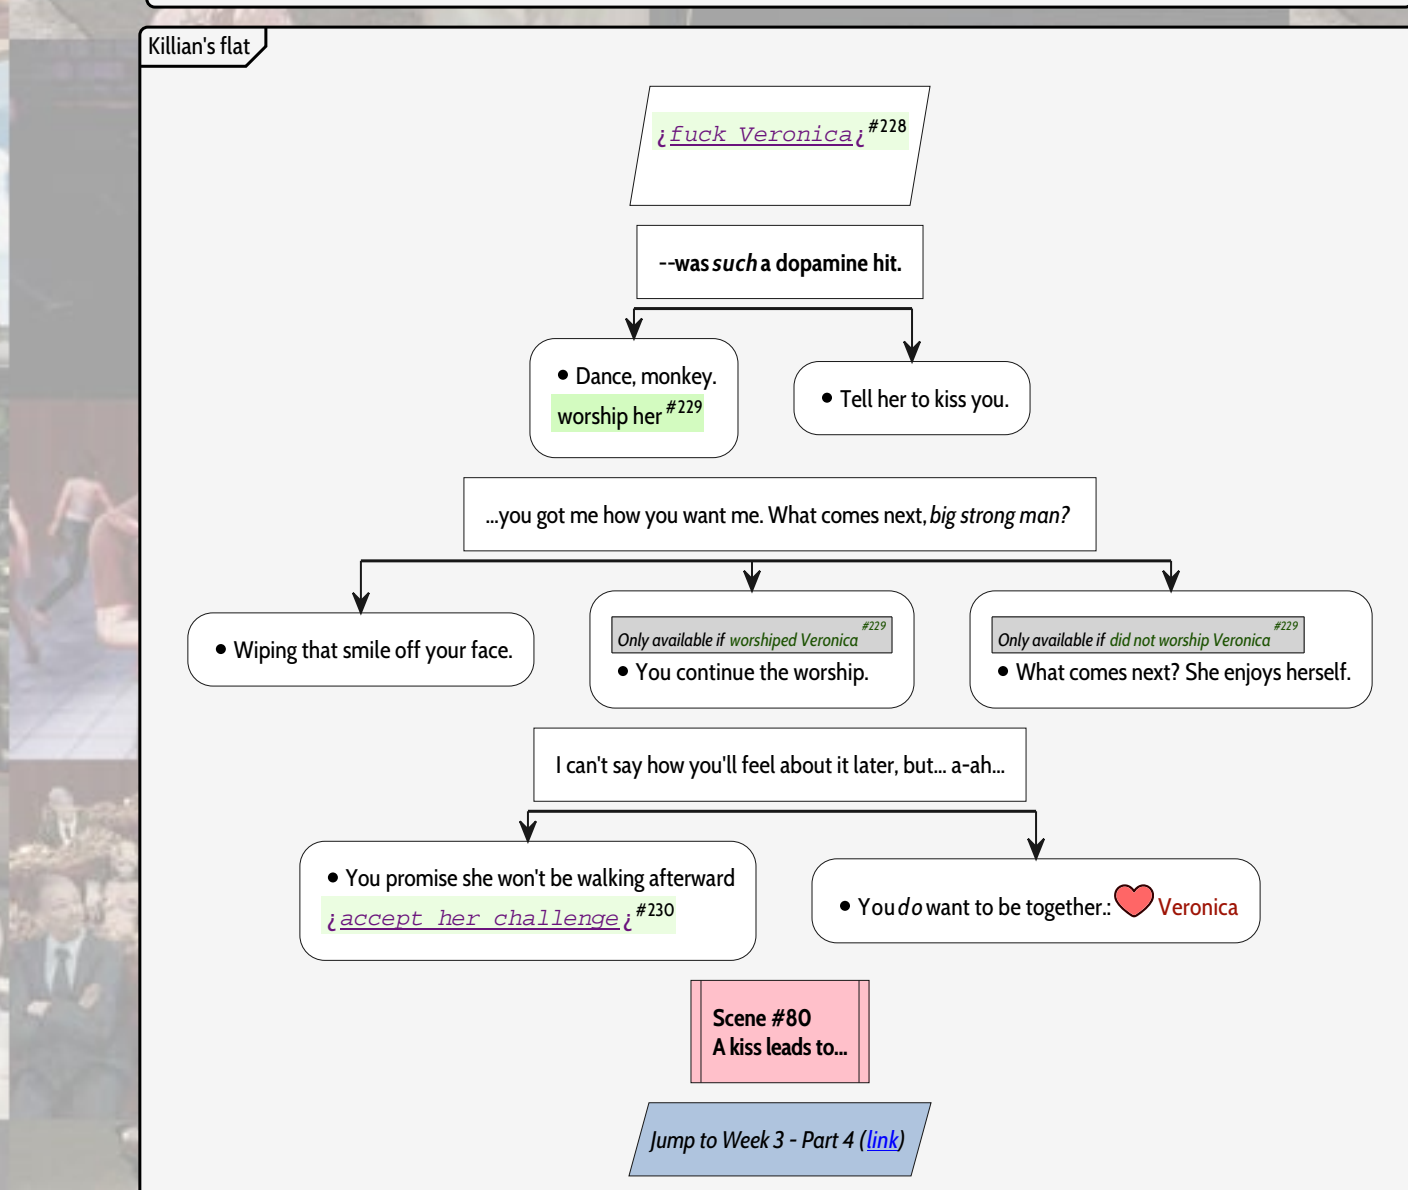 Killian's flat
¿fuck Veronica¿ #228
--was such a dopamine hit.
• Dance, monkey.
worship her #229
• Tell her to kiss you.
...you got me how you want me. What comes next, big strong man?
• Wiping that smile off your face.
Only available if worshiped Veronica #229
• You continue the worship.
Only available if did not worship Veronica #229
• What comes next? She enjoys herself.
I can't say how you'll feel about it later, but... a-ah...
• You promise she won't be walking afterward
¿accept her challenge¿ #230
• You do want to be together.: Veronica
Scene #80
A kiss leads to...
Jump to Week 3 - Part 4 (link)